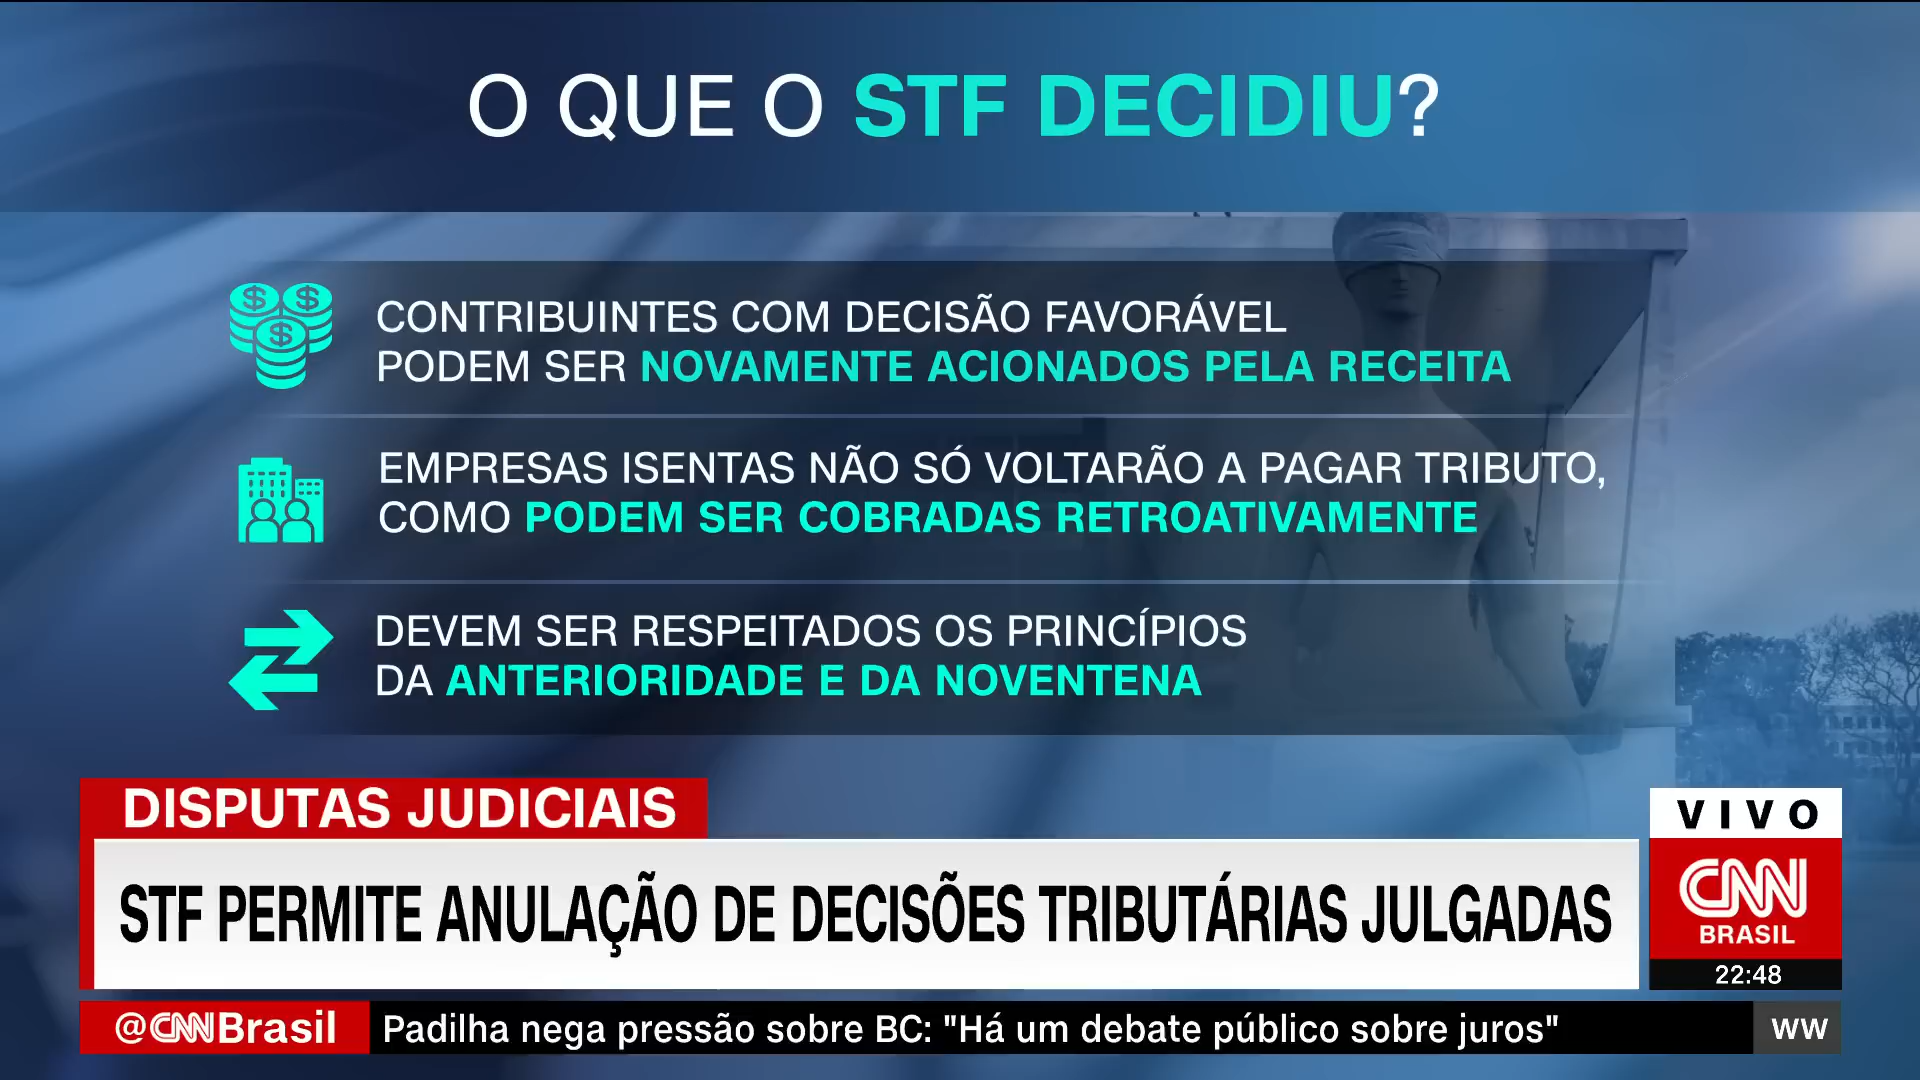 O QUE O STF DECIDIU?
CONTRIBUINTES COM DECISÃO FAVORÁVEL
PODEM SER NOVAMENTE ACIONADOS PELA RECEITA
EMPRESAS ISENTAS NÃO SÓ VOLTARÃO A PAGAR TRIBUTO,
COMO PODEM SER COBRADAS RETROATIVAMENTE
DEVEM SER RESPEITADOS OS PRINCÍPIOS
DA ANTERIORIDADE E DA NOVENTENA
DISPUTAS JUDICIAIS
STF PERMITE ANULAÇÃO DE DECISÕES TRIBUTÁRIAS JULGADAS
VIVO
CNN
BRASIL
22:48
@CNNBrasil
Padilha nega pressão sobre BC: "Há um debate público sobre juros"
WW